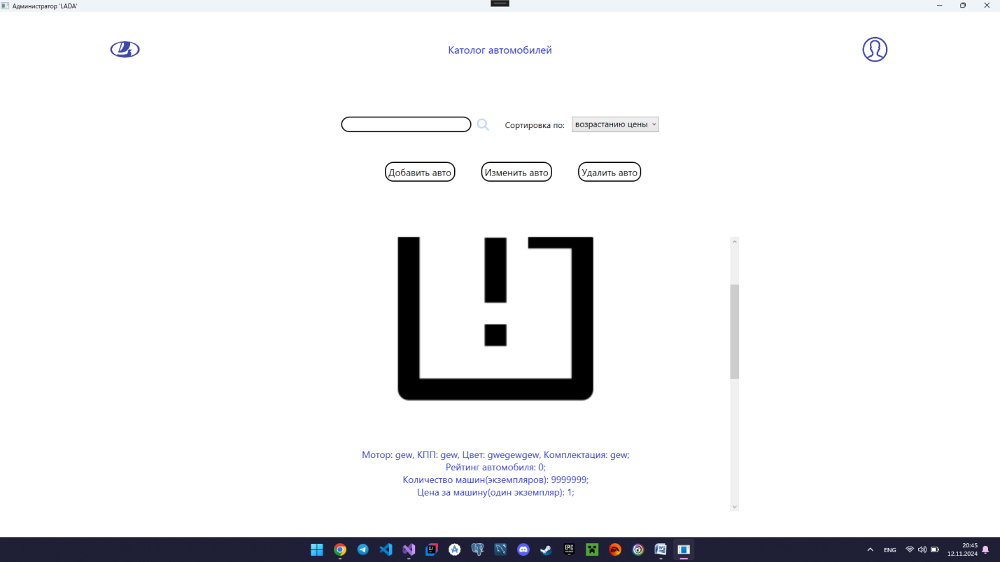 Администратор 'LADA'
Католог автомобилей
Сортировка по:
возрастанию цены
Добавить авто
Изменить авто
Удалить авто
Мотор: gew, КПП: gew, Цвет: gwegewgew, Комплектация: gew;
Рейтинг автомобиля: 0;
Количество машин(экземпляров): 9999999;
Цена за машину(один экземпляр): 1;
ENG
20:45
12.11.2024